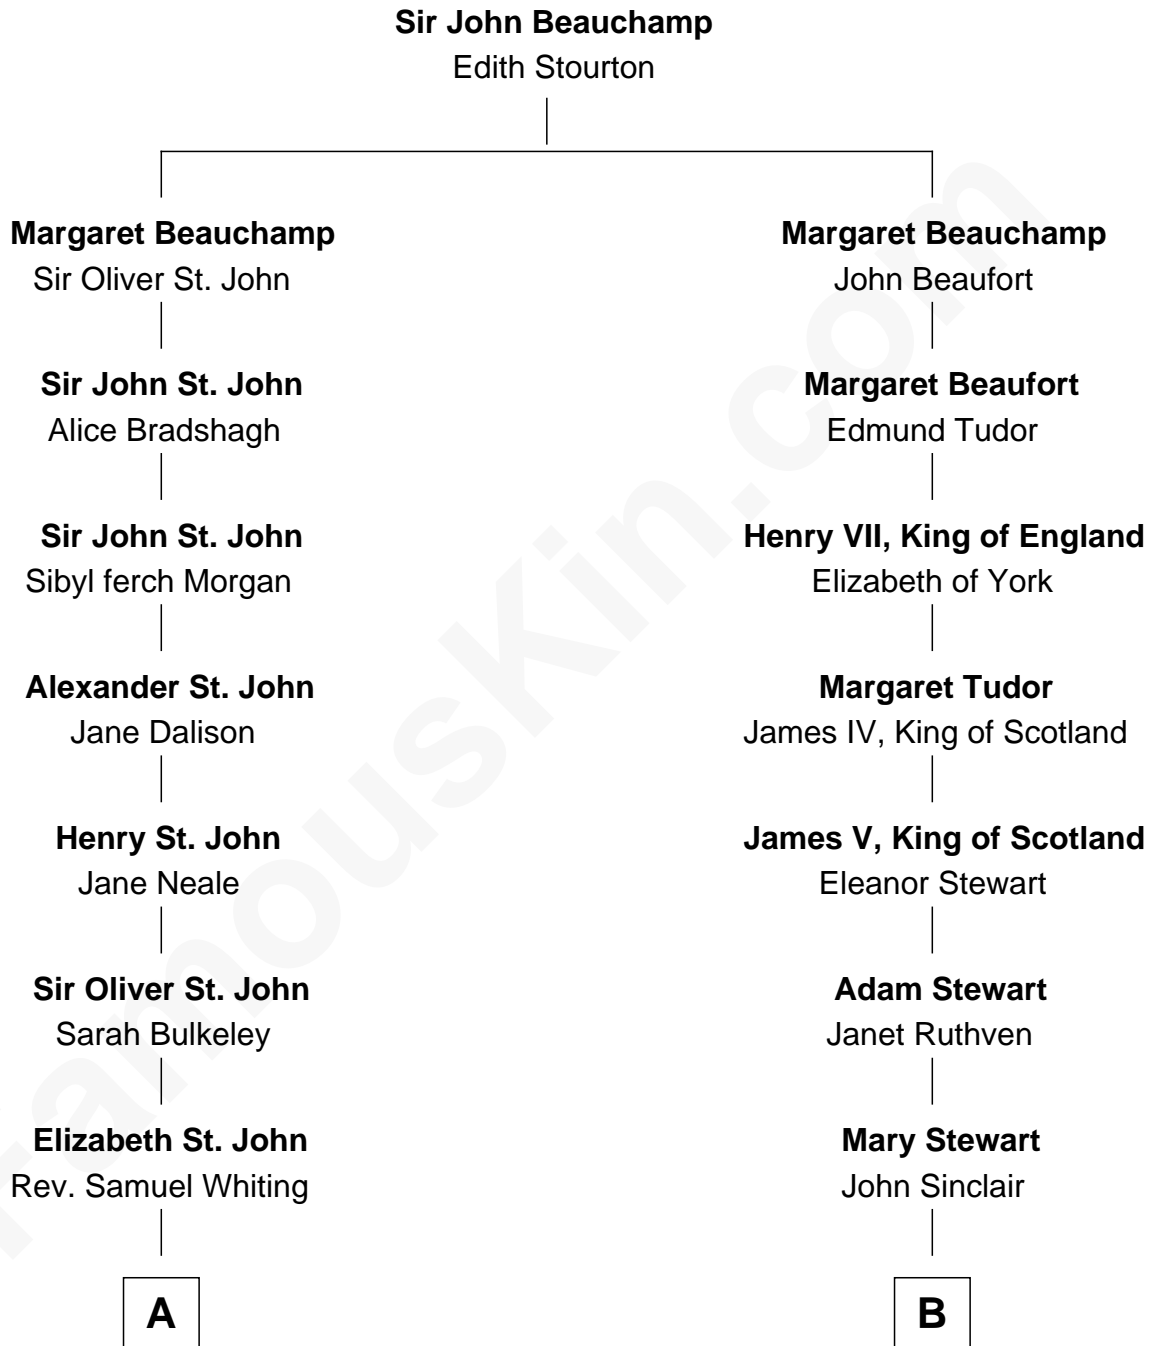 Sir John Beauchamp
Edith Stourton
Margaret Beauchamp
Sir Oliver St. John
Margaret Beauchamp
John Beaufort
Sir John St. John
Alice Bradshagh
Margaret Beaufort
Edmund Tudor
Sir John St. John
Sibyl ferch Morgan
Henry VII, King of England
Elizabeth of York
Alexander St. John
Jane Dalison
Margaret Tudor
James IV, King of Scotland
Henry St. John
Jane Neale
James V, King of Scotland
Eleanor Stewart
Sir Oliver St. John
Sarah Bulkeley
Adam Stewart
Janet Ruthven
Elizabeth St. John
Rev. Samuel Whiting
Mary Stewart
John Sinclair
A
B
FamousKin.com